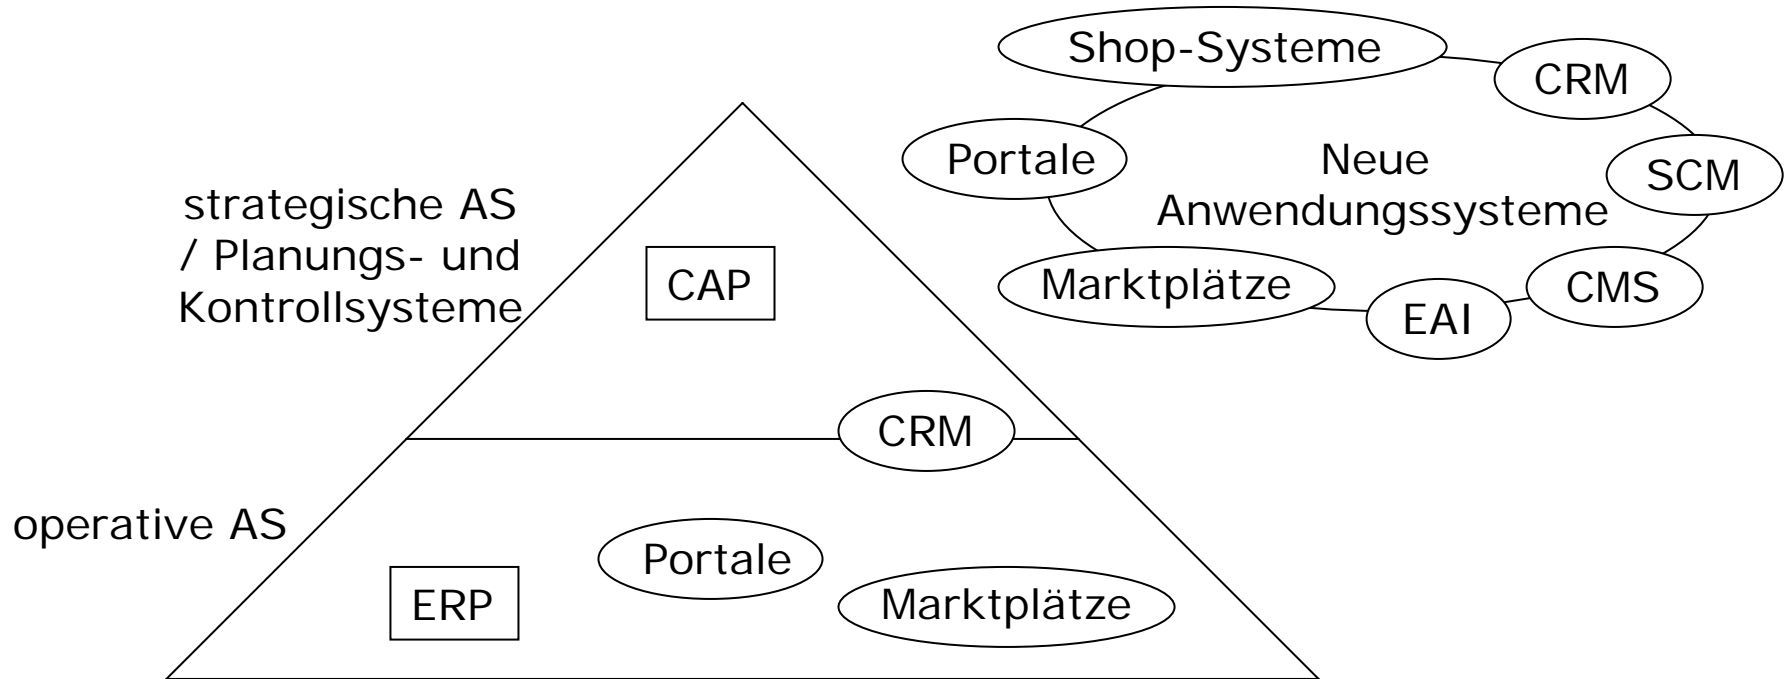 Shop-Systeme
CRM
Portale
Neue
Anwendungssysteme
SCM
Marktplätze
EAI
CMS
strategische AS
/ Planungs- und
Kontrollsysteme
CAP
CRM
operative AS
Portale
ERP
Marktplätze